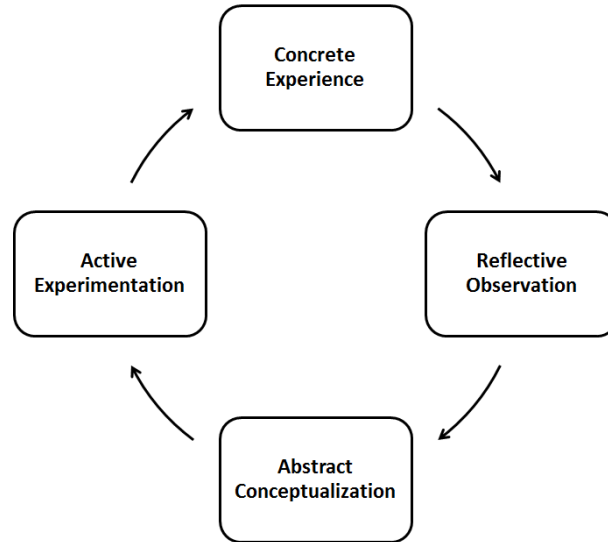 Concrete
Experience
Reflective
Observation
Abstract
Conceptualization
Active
Experimentation